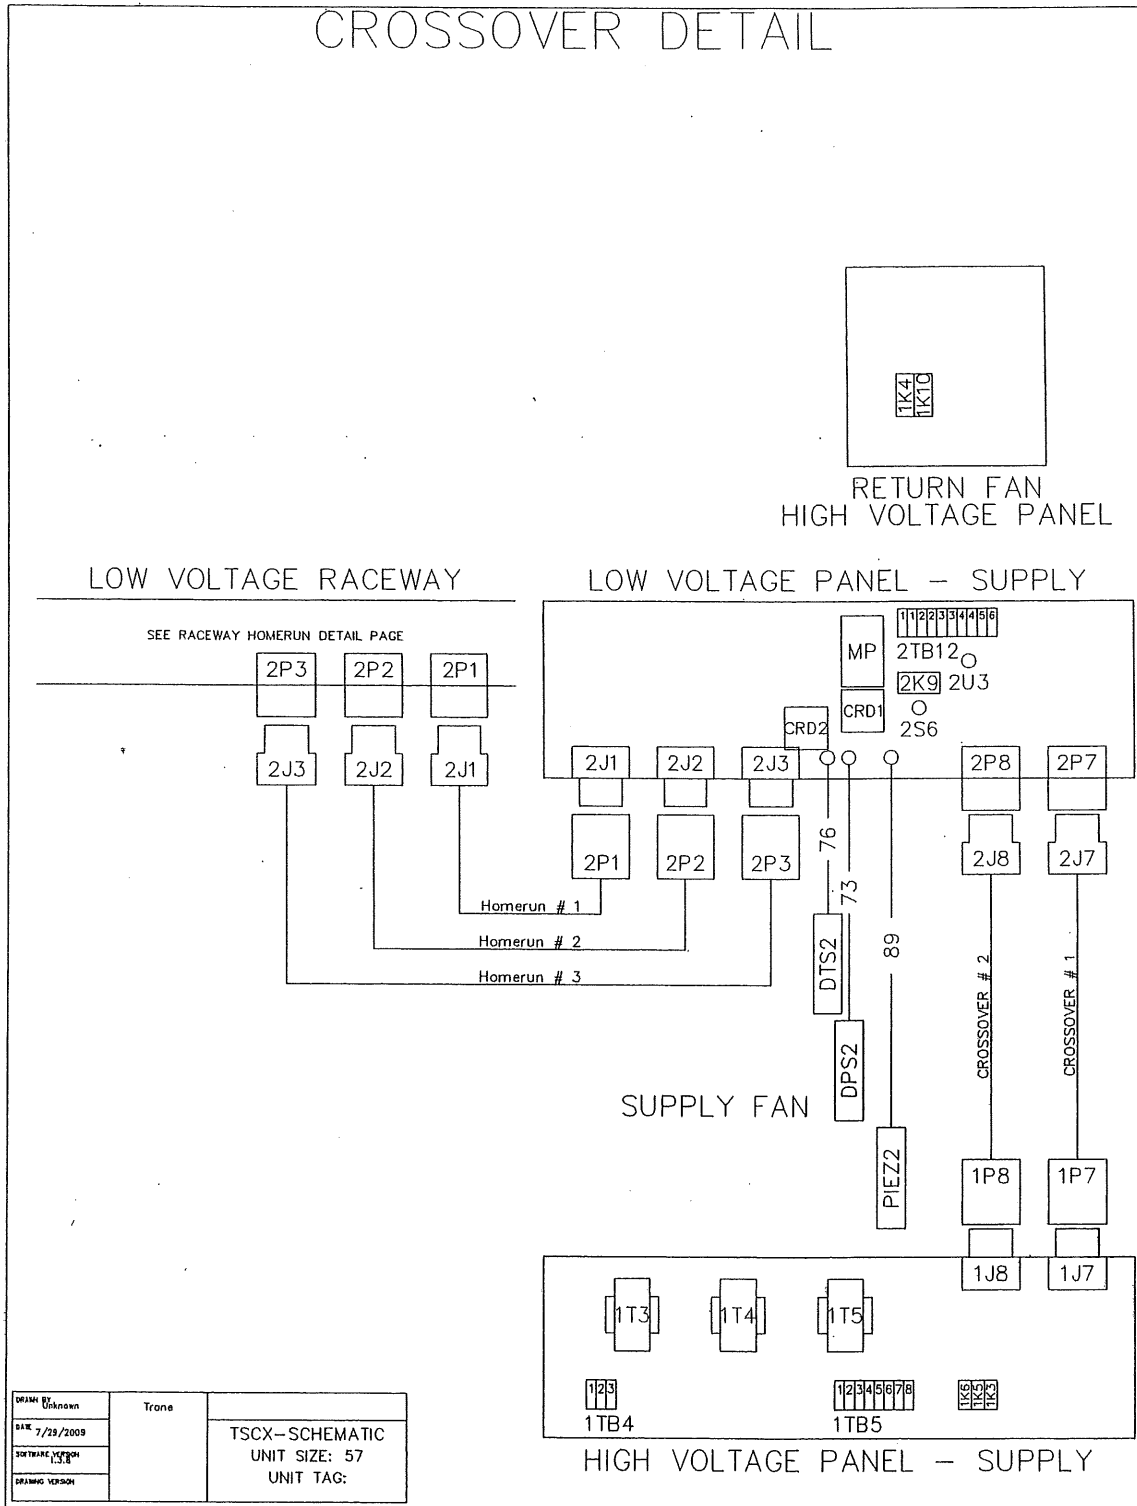 CROSSOVER DETAIL
1K4
1K10
RETURN FAN
HIGH VOLTAGE PANEL
LOW VOLTAGE RACEWAY
LOW VOLTAGE PANEL – SUPPLY
SEE RACEWAY HOMERUN DETAIL PAGE
2P3 2P2 2P1
2J3 2J2 2J1
1 1 2 2 3 3 4 4 5 6
MP
2TB12
2K9
2U3
CRD1
CRD2
2S6
2J1 2J2 2J3
2P8 2P7
2P1 2P2 2P3
2J8 2J7
76
73
89
Homerun # 1
Homerun # 2
Homerun # 3
DTS2
DPS2
PIEZ2
CROSSOVER # 2
CROSSOVER # 1
SUPPLY FAN
1P8 1P7
1J8 1J7
1T3 1T4 1T5
1 2 3
1TB4
1 2 3 4 5 6 7 8
1TB5
1K6
1K5
1K3
HIGH VOLTAGE PANEL – SUPPLY
DRAWN BY
Unknown
Trane
DATE 7/29/2009
SOFTWARE VERSION
1.3.8
DRAWING VERSION
TSCX–SCHEMATIC
UNIT SIZE: 57
UNIT TAG: